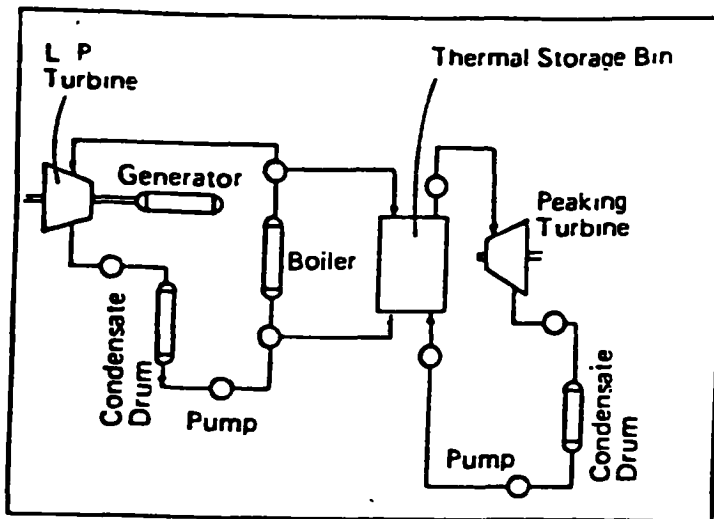 L P
Turbine
Thermal Storage Bin
Generator
Peaking
Turbine
Boiler
Condensate
Drum
Pump
Pump
Condensate
Drum